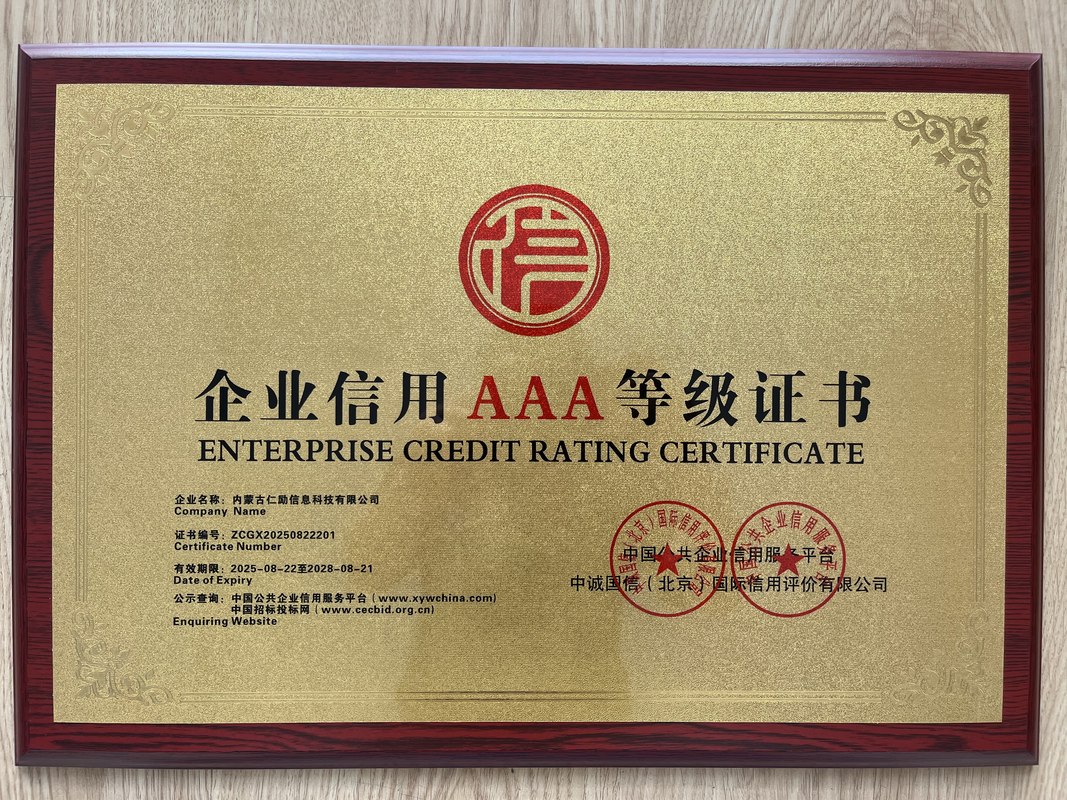 信
企业信用 AAA 等级证书
ENTERPRISE CREDIT RATING CERTIFICATE
企业名称：内蒙古仁励信息科技有限公司
Company Name
证书编号：ZCGX20250822201
Certificate Number
有效期限：2025-08-22至2028-08-21
Date of Expiry
公示查询：中国公共企业信用服务平台（www.xywchina.com）
中国招标投标网（www.cecbid.org.cn）
Enquiring Website
中国公共企业信用服务平台
中诚国信（北京）国际信用评价有限公司